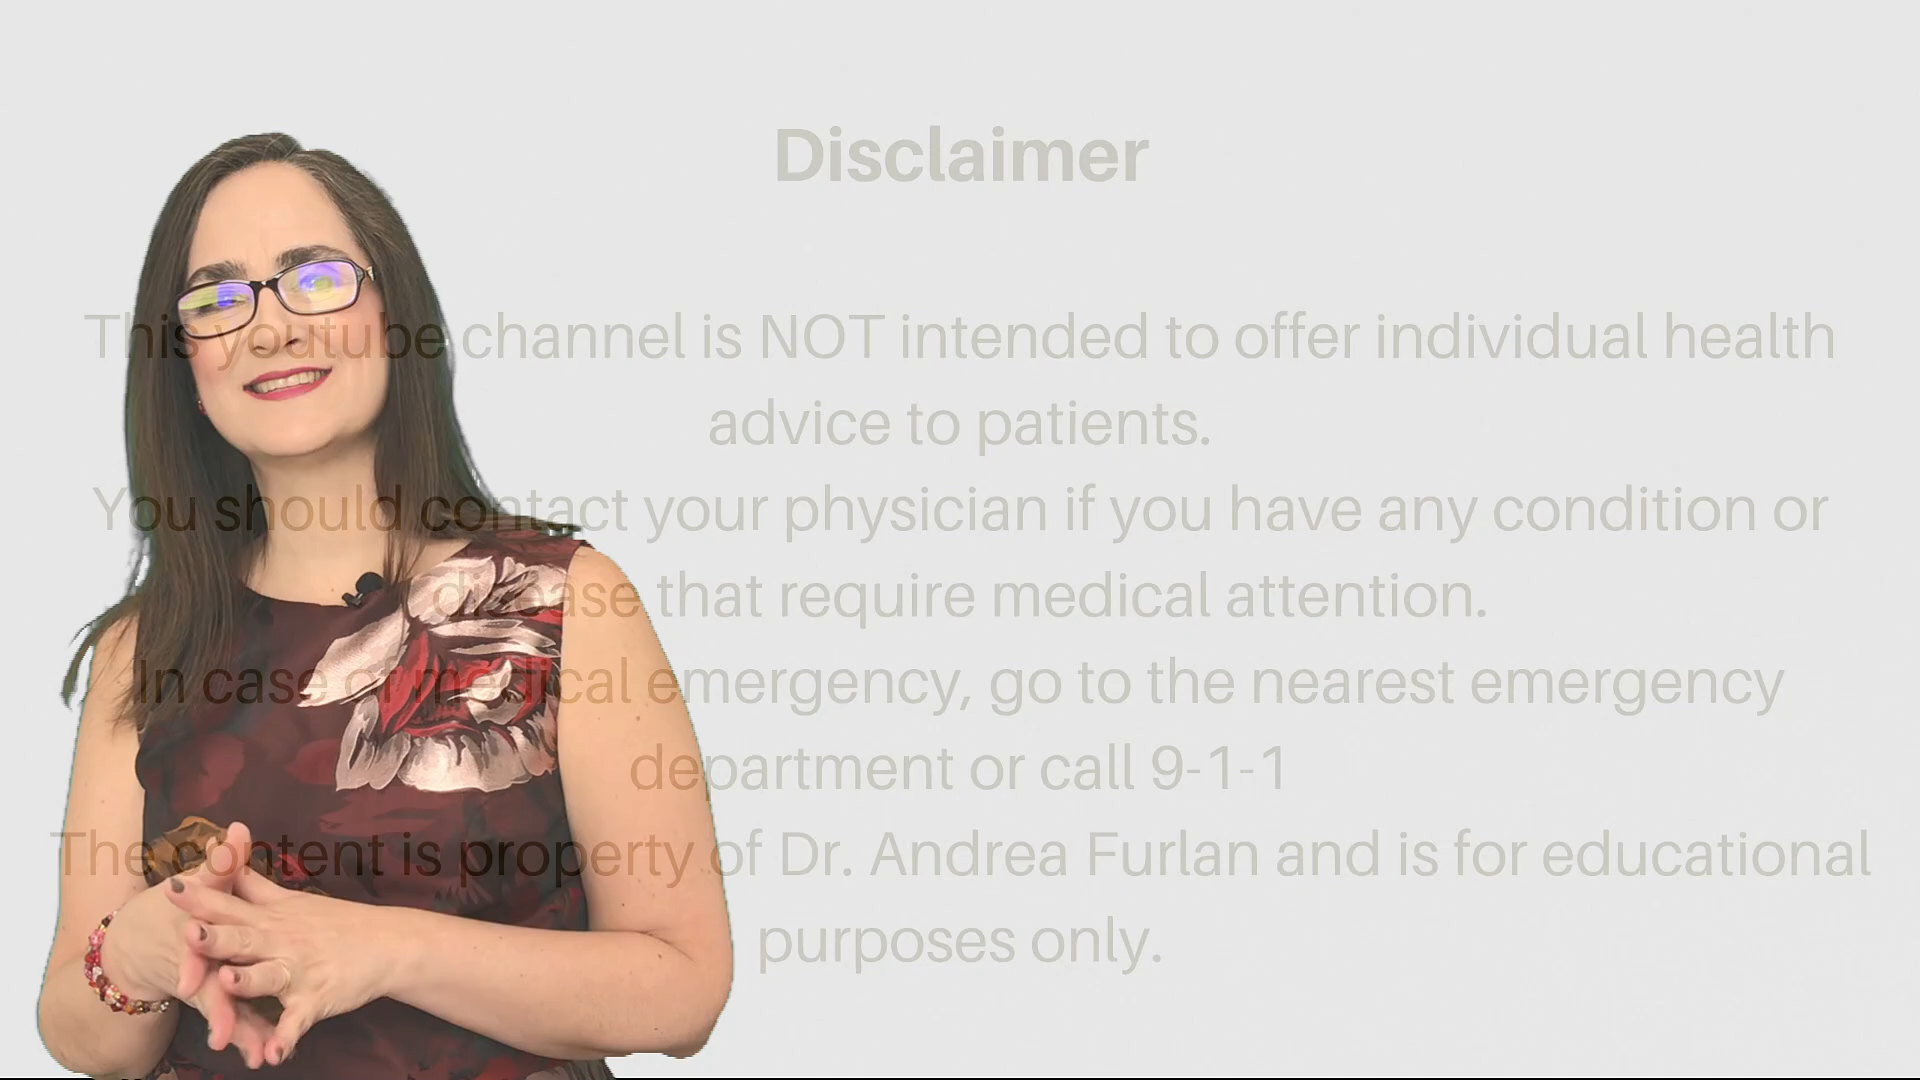 Disclaimer
This youtube channel is NOT intended to offer individual health
advice to patients.
You should contact your physician if you have any condition or
disease that require medical attention.
In case of medical emergency, go to the nearest emergency
department or call 9-1-1
The content is property of Dr. Andrea Furlan and is for educational
purposes only.